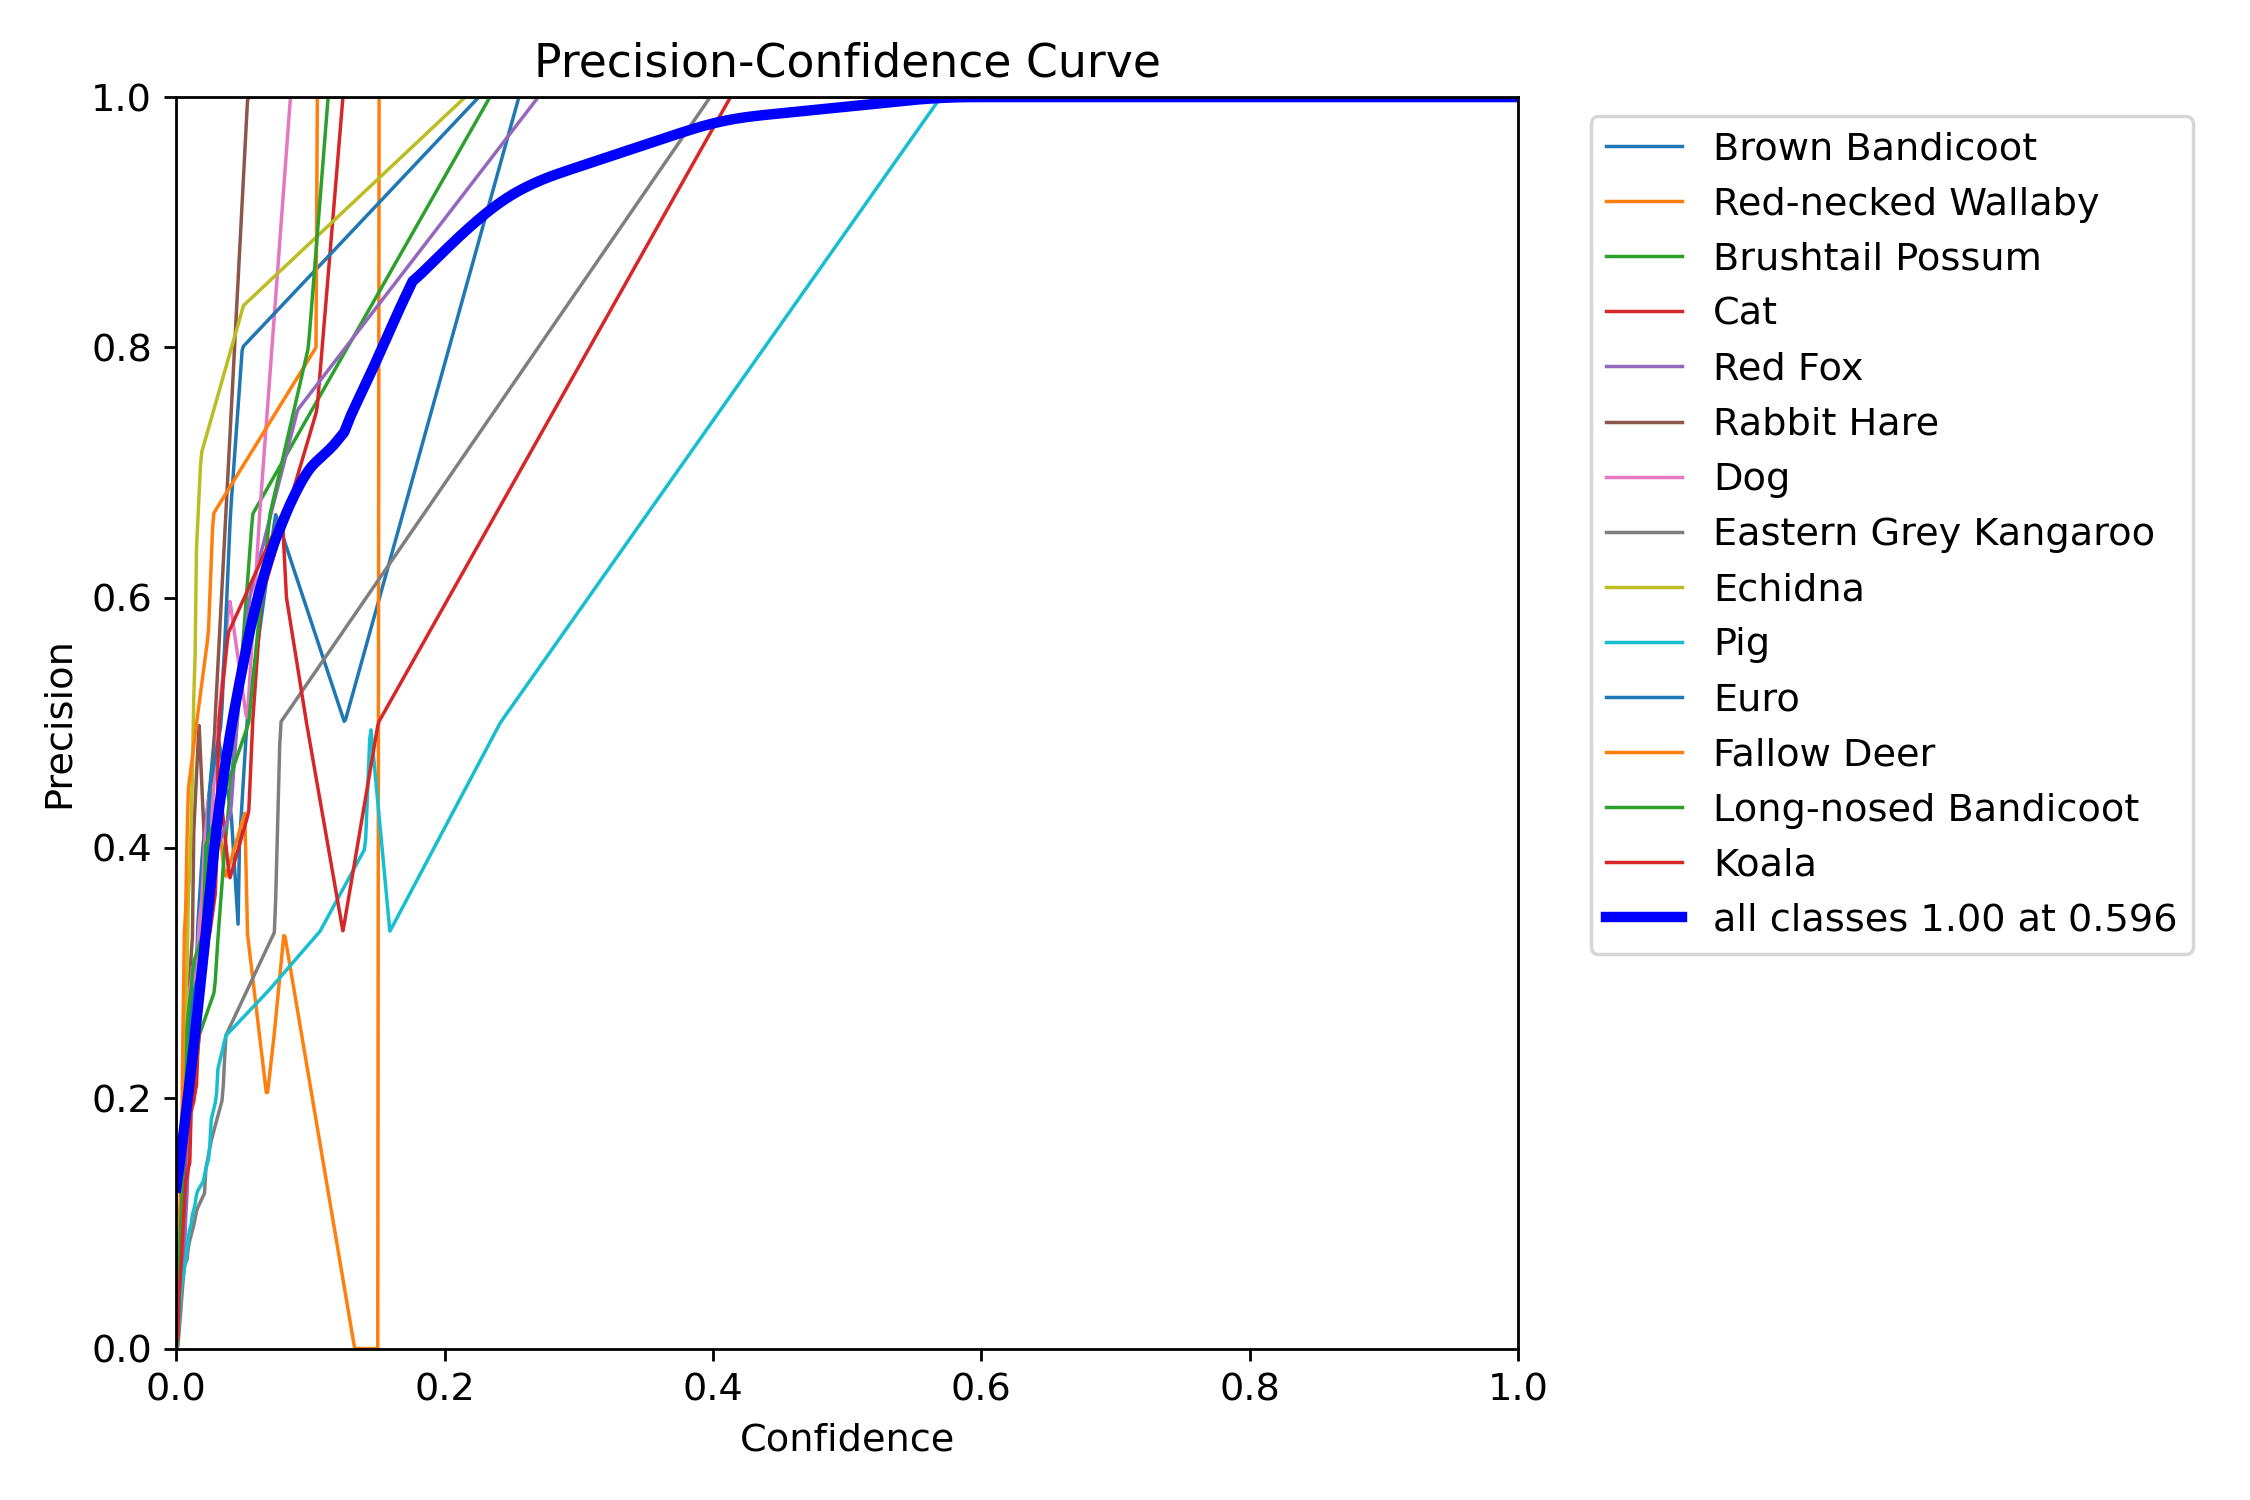 Precision-Confidence Curve
1.0
0.8
0.6
0.4
0.2
0.0
Precision
0.0 0.2 0.4 0.6 0.8 1.0
Confidence
Brown Bandicoot
Red-necked Wallaby
Brushtail Possum
Cat
Red Fox
Rabbit Hare
Dog
Eastern Grey Kangaroo
Echidna
Pig
Euro
Fallow Deer
Long-nosed Bandicoot
Koala
all classes 1.00 at 0.596